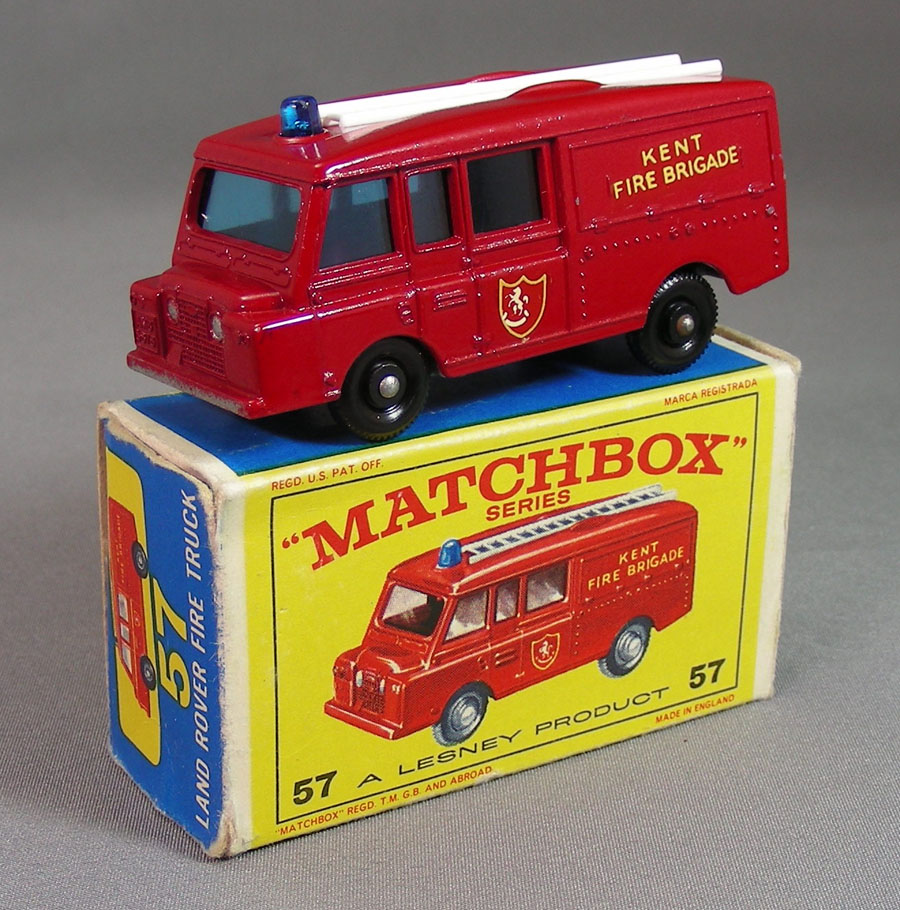 KENT
FIRE BRIGADE
MARCA REGISTRADA
REGD. U.S. PAT. OFF.
"MATCHBOX"
SERIES
KENT
FIRE BRIGADE
57
A LESNEY PRODUCT
57
MADE IN ENGLAND
"MATCHBOX" REGD. T.M. G.B. AND ABROAD
57
LAND ROVER FIRE TRUCK